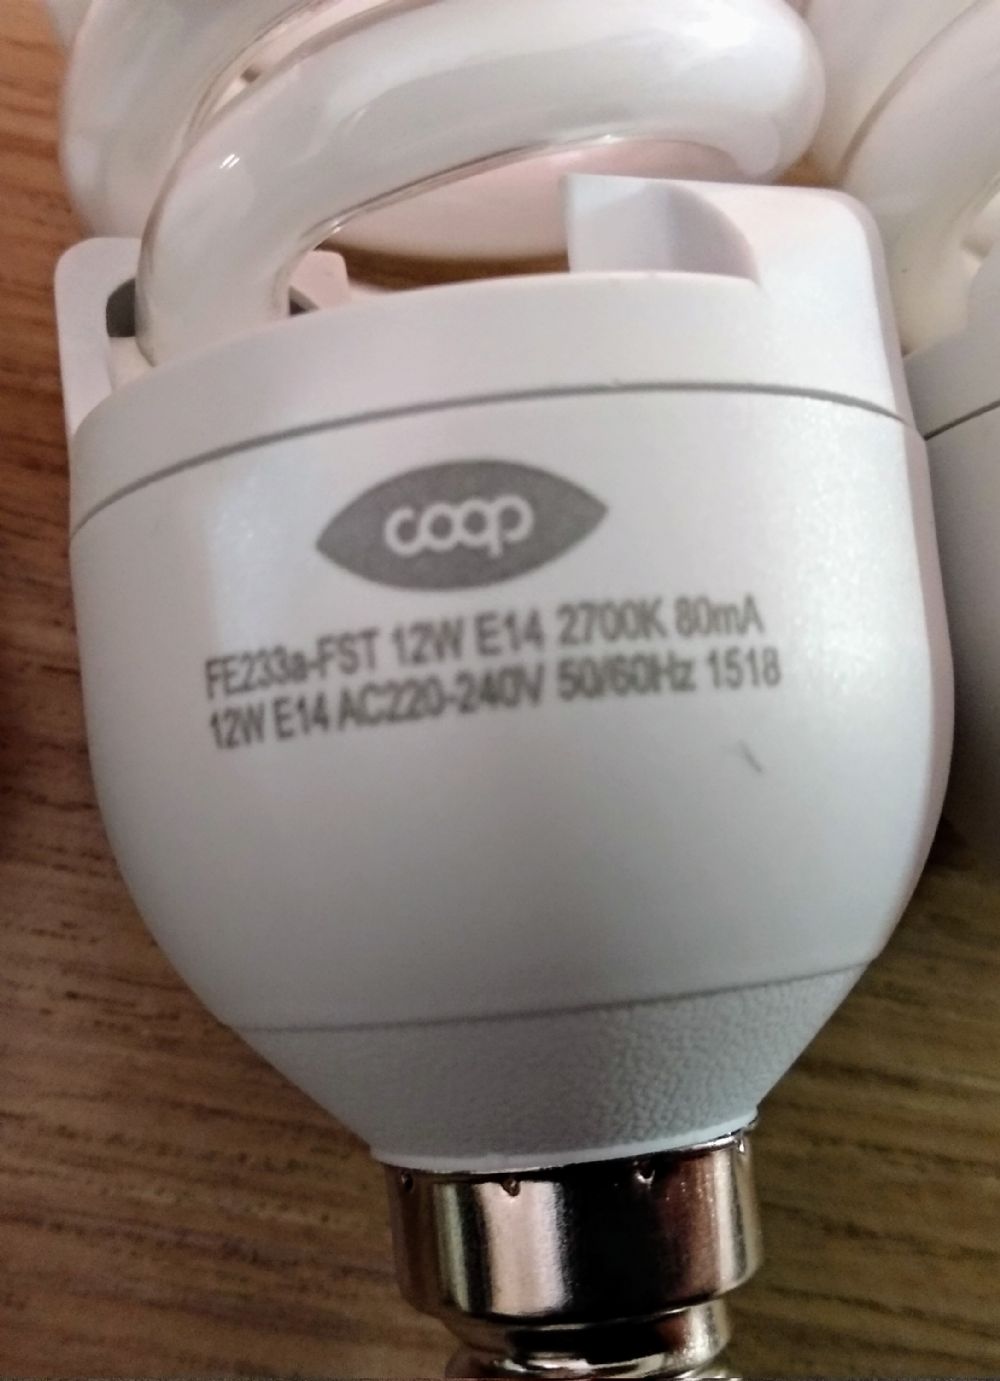 coop
FE233a-FST 12W E14 2700K 80mA
12W E14 AC220-240V 50/60Hz 1518